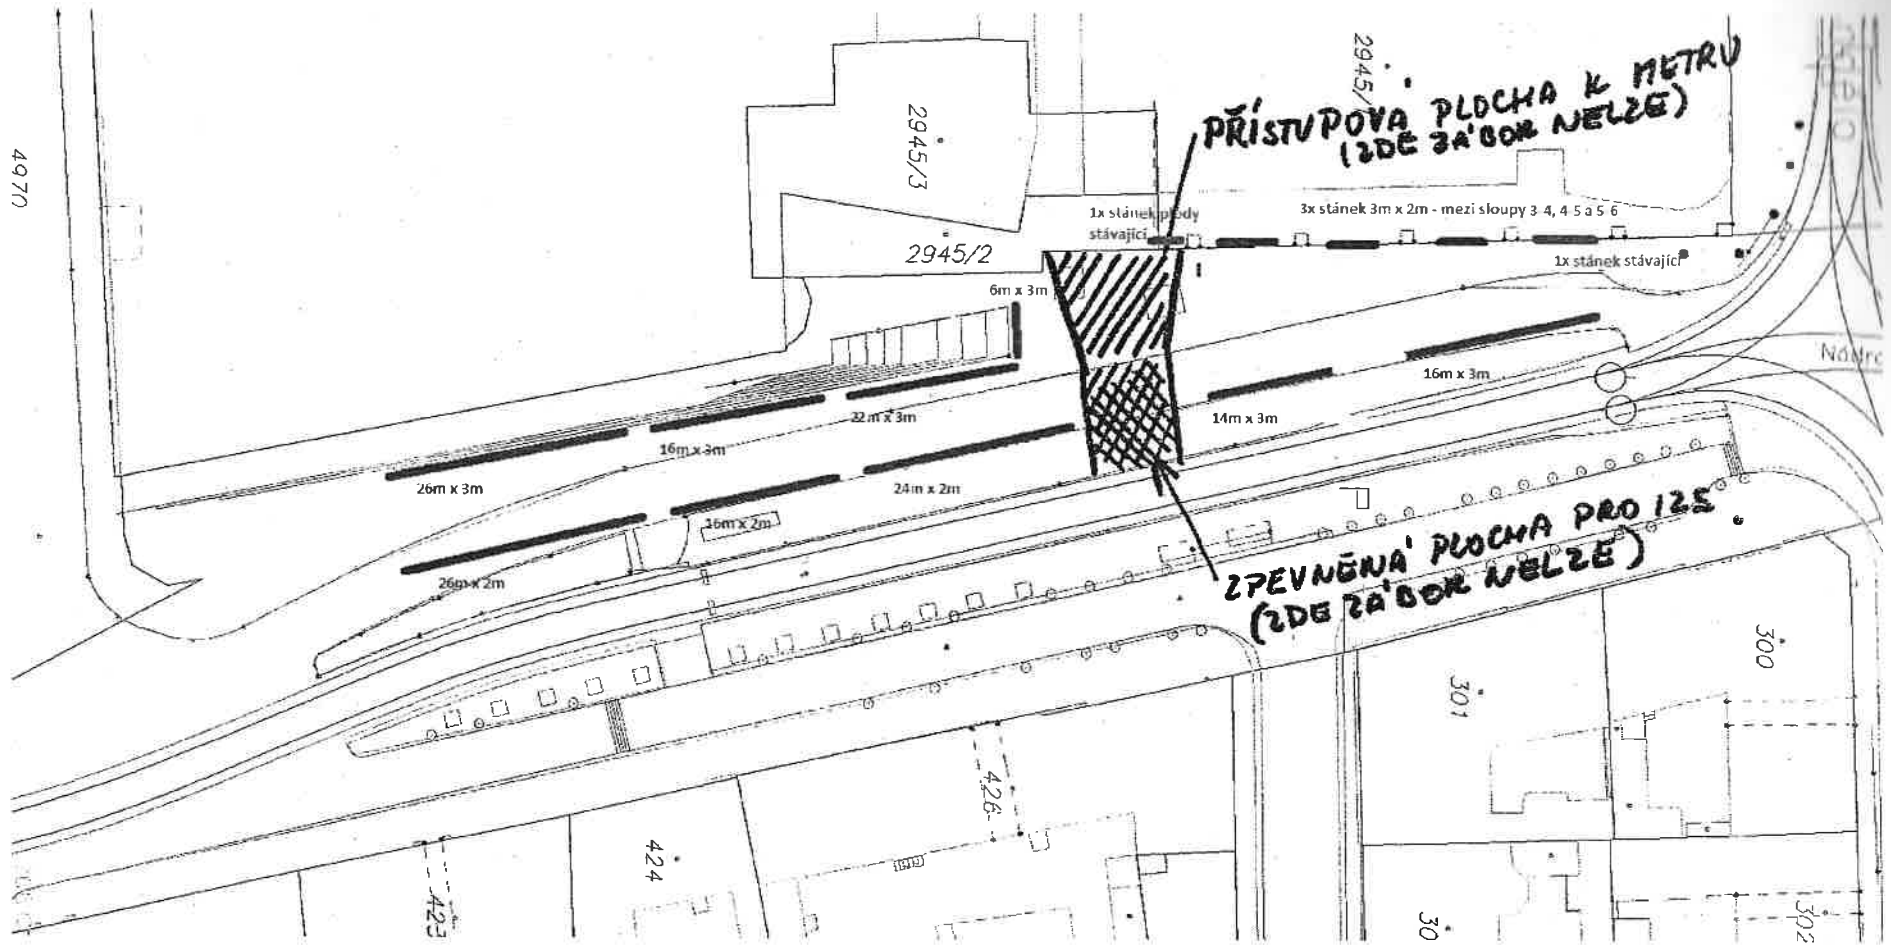 2945/
PŘÍSTUPOVÁ PLOCHA K METRU
(ZDE ZÁBOR NELZE)
2945/3
4970
1x stánek plody
stávající
3x stánek 3m x 2m - mezi sloupy 3-4, 4-5 a 5-6
2945/2
1x stánek stávající
6m x 3m
16m x 3m
22m x 3m
14m x 3m
16m x 3m
26m x 3m
24m x 2m
16m x 2m
26m x 2m
ZPEVNĚNÁ PLOCHA PRO IZS
(ZDE ZÁBOR NELZE)
300
301
426
424
423
30
302